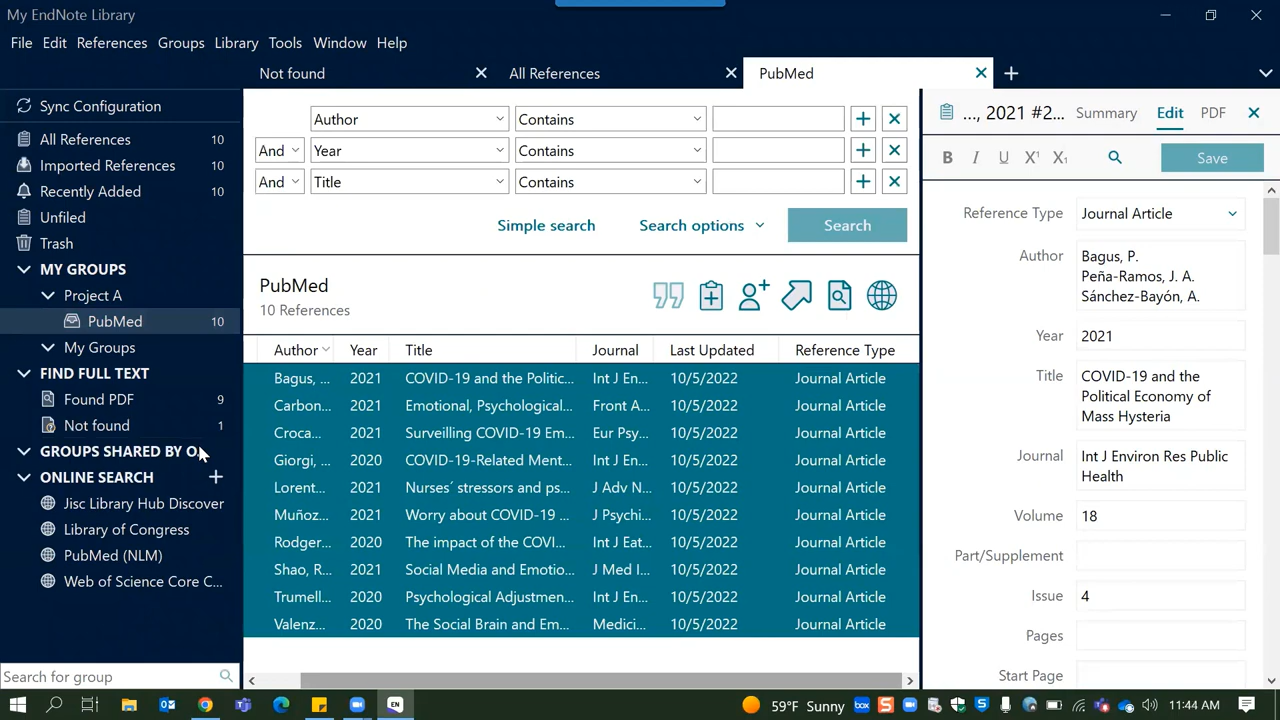 My EndNote Library
File Edit References Groups Library Tools Window Help
Not found
All References
PubMed
Sync Configuration
All References 10
Imported References 10
Recently Added 10
Unfiled
Trash
MY GROUPS
Project A
PubMed 10
My Groups
FIND FULL TEXT
Found PDF 9
Not found 1
GROUPS SHARED BY O
ONLINE SEARCH
Jisc Library Hub Discover
Library of Congress
PubMed (NLM)
Web of Science Core C...
Search for group
Author Contains
And Year Contains
And Title Contains
Simple search Search options Search
PubMed
10 References
Author Year Title Journal Last Updated Reference Type
Bagus, ... 2021 COVID-19 and the Politic... Int J En... 10/5/2022 Journal Article
Carbon... 2021 Emotional, Psychological... Front A... 10/5/2022 Journal Article
Croca... 2021 Surveilling COVID-19 Em... Eur Psy... 10/5/2022 Journal Article
Giorgi, ... 2020 COVID-19-Related Ment... Int J En... 10/5/2022 Journal Article
Lorent... 2021 Nurses´ stressors and ps... J Adv N... 10/5/2022 Journal Article
Muñoz... 2021 Worry about COVID-19 ... J Psychi... 10/5/2022 Journal Article
Rodger... 2020 The impact of the COVI... Int J Eat... 10/5/2022 Journal Article
Shao, R... 2021 Social Media and Emotio... J Med I... 10/5/2022 Journal Article
Trumell... 2020 Psychological Adjustmen... Int J En... 10/5/2022 Journal Article
Valenz... 2020 The Social Brain and Em... Medici... 10/5/2022 Journal Article
..., 2021 #2... Summary Edit PDF
B I U X¹ X₁ Save
Reference Type Journal Article
Author Bagus, P.
Peña-Ramos, J. A.
Sánchez-Bayón, A.
Year 2021
Title COVID-19 and the
Political Economy of
Mass Hysteria
Journal Int J Environ Res Public
Health
Volume 18
Part/Supplement
Issue 4
Pages
Start Page
EN
59°F Sunny box S S 11:44 AM